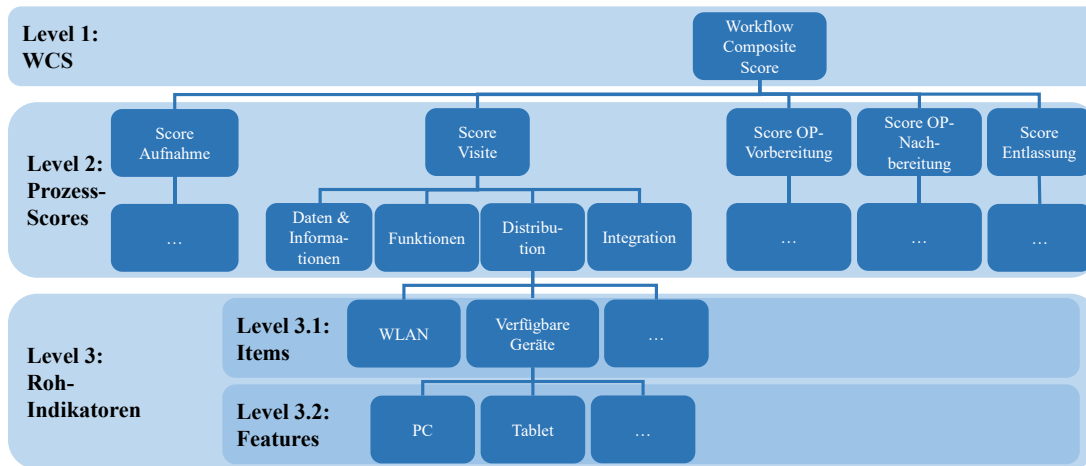 Level 1:
WCS
Workflow
Composite
Score
Level 2:
Prozess-
Scores
Score
Aufnahme
Score
Visite
Score OP-
Vorbereitung
Score OP-
Nach-
bereitung
Score
Entlassung
…
Daten &
Informa-
tionen
Funktionen
Distribu-
tion
Integration
…
…
…
Level 3:
Roh-
Indikatoren
Level 3.1:
Items
WLAN
Verfügbare
Geräte
…
Level 3.2:
Features
PC
Tablet
…